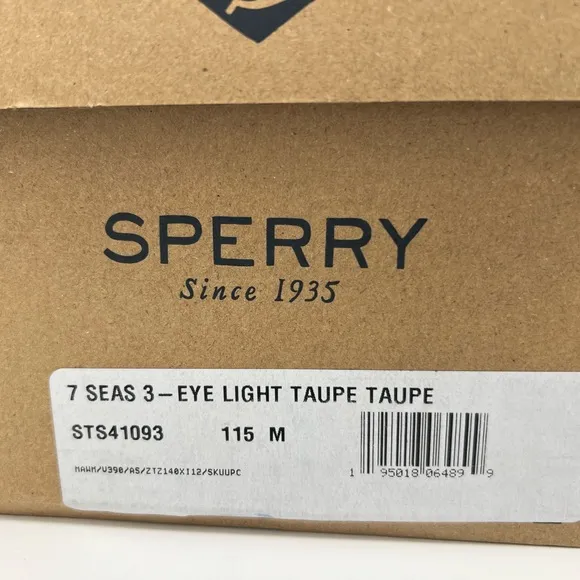 SPERRY
Since 1935
7 SEAS 3-EYE LIGHT TAUPE TAUPE
STS41093 115 M
MAWM/V390/AS/ZTZ140XI12/SKUUPC
1 95018 06489 9